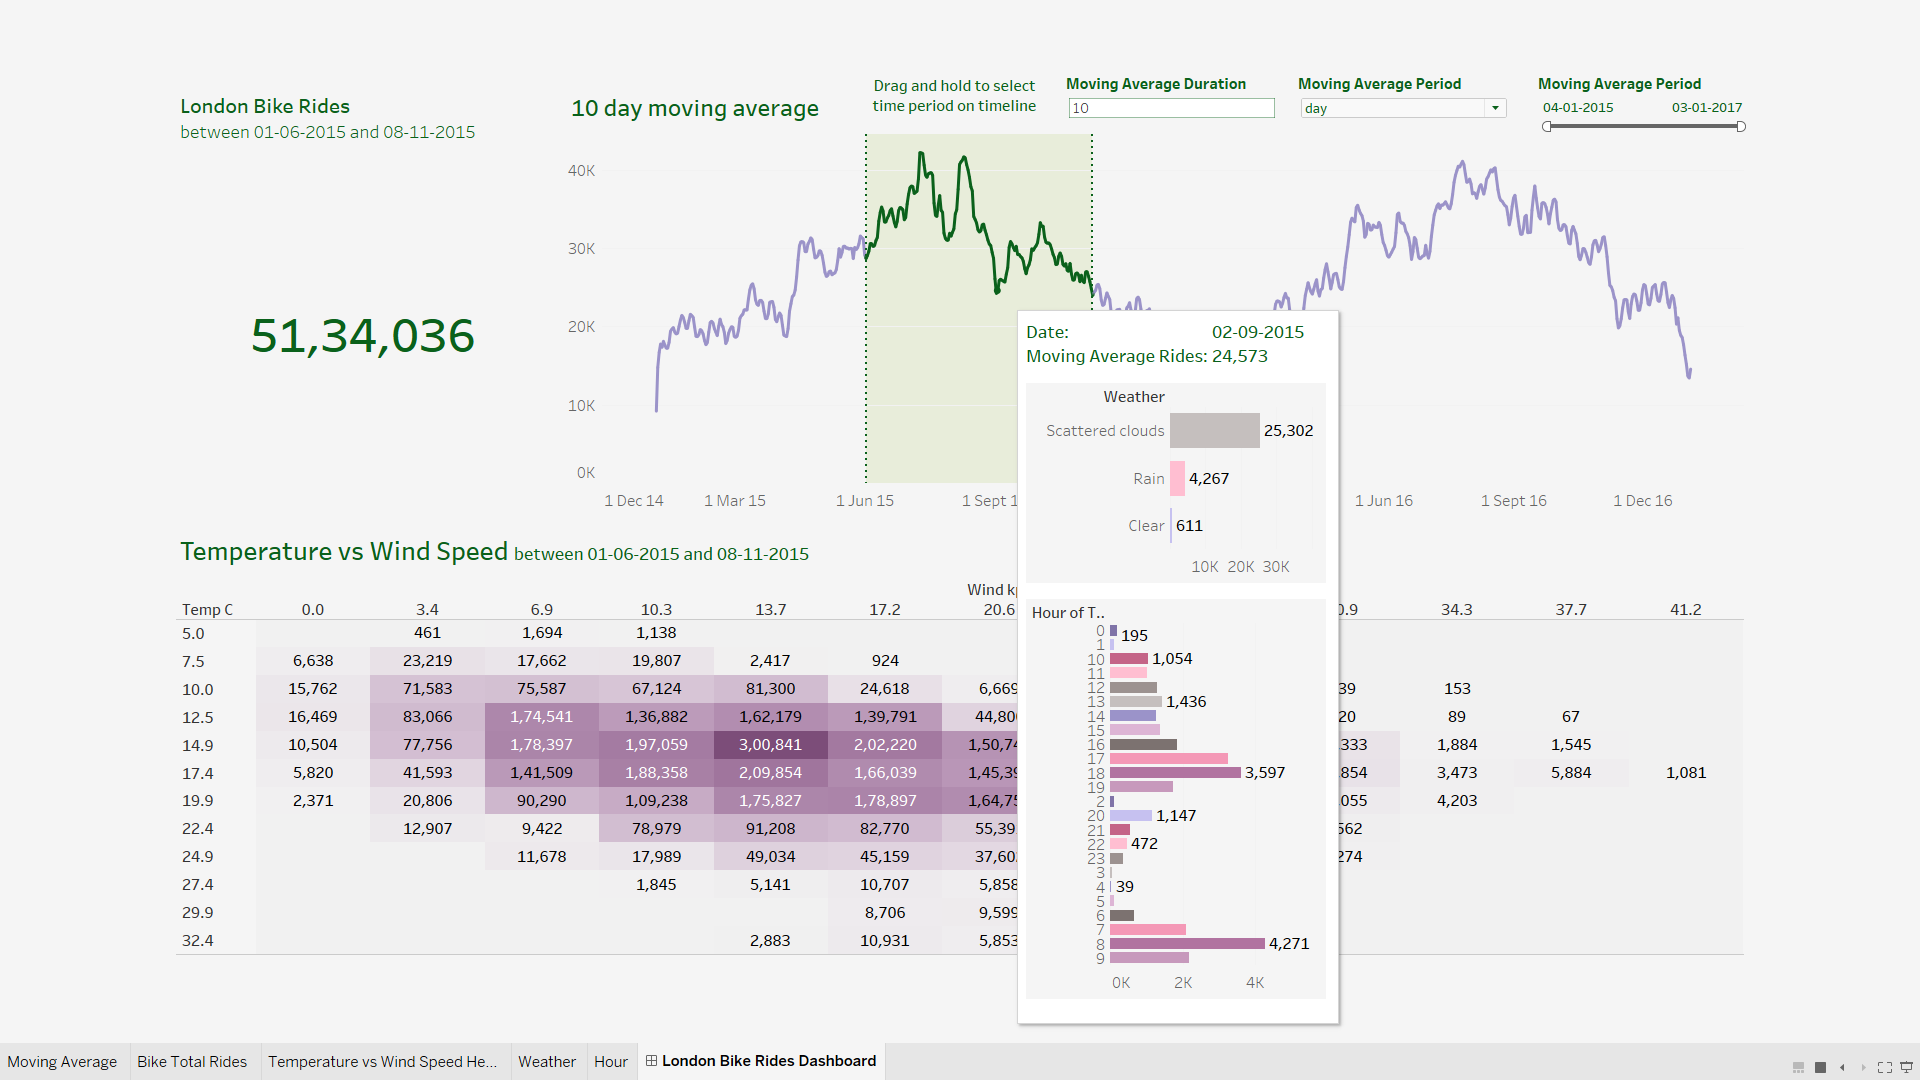 London Bike Rides
between 01-06-2015 and 08-11-2015
51,34,036
10 day moving average
Drag and hold to select
time period on timeline
Moving Average Duration
10
Moving Average Period
day
Moving Average Period
04-01-2015 03-01-2017
40K
30K
20K
10K
0K
1 Dec 14 1 Mar 15 1 Jun 15 1 Sept 1 1 Jun 16 1 Sept 16 1 Dec 16
Date: 02-09-2015
Moving Average Rides: 24,573
Weather
Scattered clouds 25,302
Rain 4,267
Clear 611
10K 20K 30K
Hour of T..
0 195
1
10 1,054
11
12
13 1,436
14
15
16
17
18 3,597
19
2
20 1,147
21
22 472
23
3
4 39
5
6
7
8 4,271
9
0K 2K 4K
Temperature vs Wind Speed between 01-06-2015 and 08-11-2015
Wind
Temp C 0.0 3.4 6.9 10.3 13.7 17.2 20.6 0.9 34.3 37.7 41.2
5.0 461 1,694 1,138
7.5 6,638 23,219 17,662 19,807 2,417 924
10.0 15,762 71,583 75,587 67,124 81,300 24,618 6,669 39 153
12.5 16,469 83,066 1,74,541 1,36,882 1,62,179 1,39,791 44,80 20 89 67
14.9 10,504 77,756 1,78,397 1,97,059 3,00,841 2,02,220 1,50,74 333 1,884 1,545
17.4 5,820 41,593 1,41,509 1,88,358 2,09,854 1,66,039 1,45,39 854 3,473 5,884 1,081
19.9 2,371 20,806 90,290 1,09,238 1,75,827 1,78,897 1,64,75 055 4,203
22.4 12,907 9,422 78,979 91,208 82,770 55,39 562
24.9 11,678 17,989 49,034 45,159 37,60 274
27.4 1,845 5,141 10,707 5,858
29.9 8,706 9,599
32.4 2,883 10,931 5,853
Moving Average Bike Total Rides Temperature vs Wind Speed He... Weather Hour London Bike Rides Dashboard